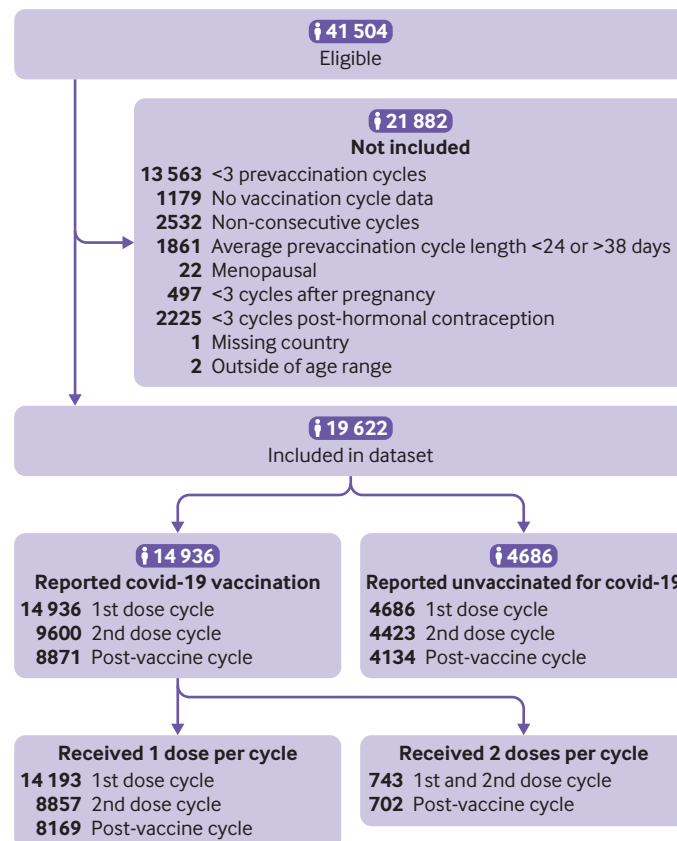 41 504
Eligible
21 882
Not included
13 563 <3 prevaccination cycles
1179 No vaccination cycle data
2532 Non-consecutive cycles
1861 Average prevaccination cycle length <24 or >38 days
22 Menopausal
497 <3 cycles after pregnancy
2225 <3 cycles post-hormonal contraception
1 Missing country
2 Outside of age range
19 622
Included in dataset
14 936
Reported covid-19 vaccination
14 936 1st dose cycle
9600 2nd dose cycle
8871 Post-vaccine cycle
4686
Reported unvaccinated for covid-19
4686 1st dose cycle
4423 2nd dose cycle
4134 Post-vaccine cycle
Received 1 dose per cycle
14 193 1st dose cycle
8857 2nd dose cycle
8169 Post-vaccine cycle
Received 2 doses per cycle
743 1st and 2nd dose cycle
702 Post-vaccine cycle